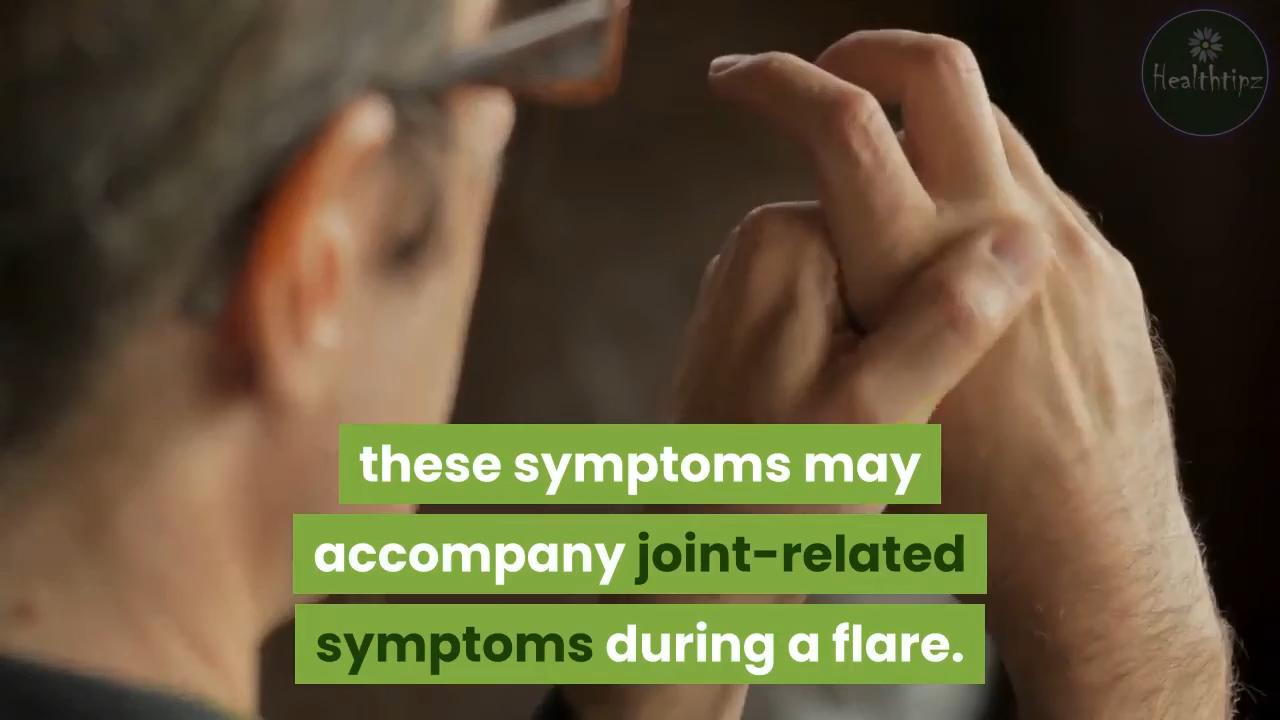 Healthtipz
these symptoms may
accompany joint-related
symptoms during a flare.